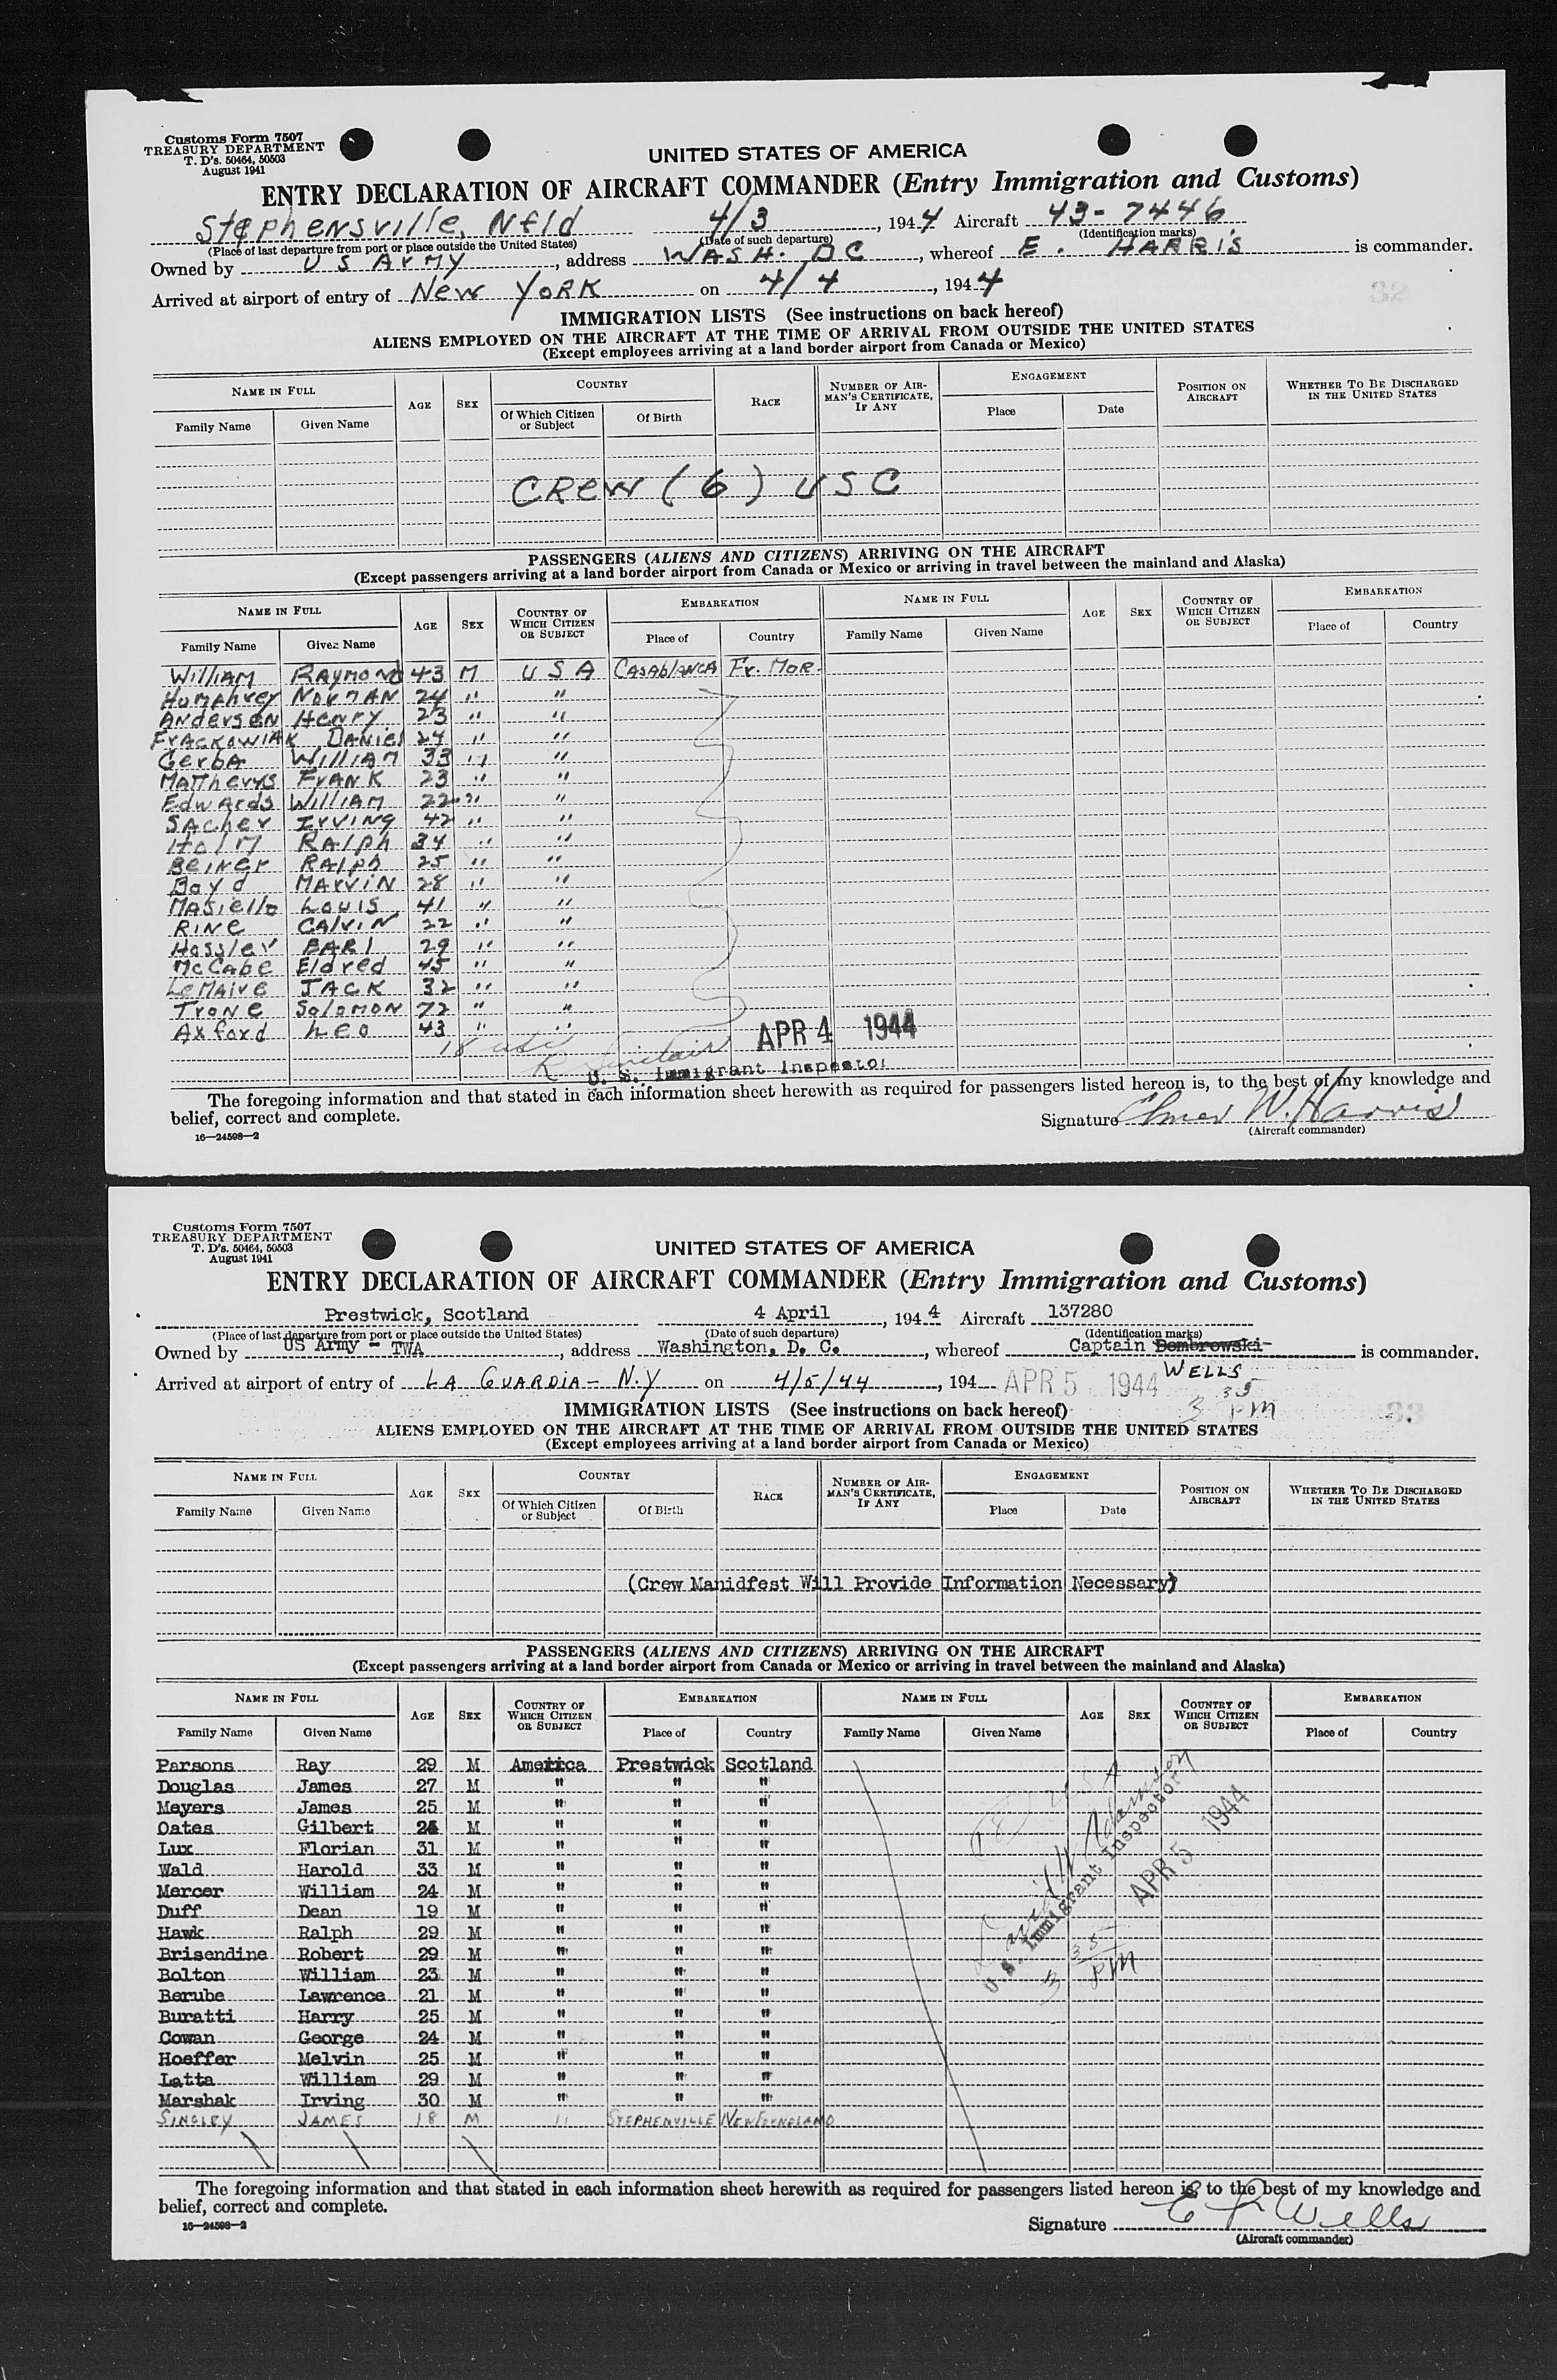 Customs Form 7507
TREASURY DEPARTMENT
T. D's. 50464, 50503
August 1941
UNITED STATES OF AMERICA
ENTRY DECLARATION OF AIRCRAFT COMMANDER (Entry Immigration and Customs)
Stephensville, Nfld 4/3, 1944 Aircraft 43-7446
(Place of last departure from port or place outside the United States) (Date of such departure) (Identification marks)
Owned by US ARMY, address WASH. DC, whereof E. HARRIS is commander.
Arrived at airport of entry of New YORK on 4/4, 1944
32
IMMIGRATION LISTS (See instructions on back hereof)
ALIENS EMPLOYED ON THE AIRCRAFT AT THE TIME OF ARRIVAL FROM OUTSIDE THE UNITED STATES
(Except employees arriving at a land border airport from Canada or Mexico)
NAME IN FULL AGE SEX COUNTRY RACE NUMBER OF AIRMAN'S CERTIFICATE, IF ANY ENGAGEMENT POSITION ON AIRCRAFT WHETHER TO BE DISCHARGED IN THE UNITED STATES
Family Name Given Name Of Which Citizen or Subject Of Birth Place Date
CREW (6) USC
PASSENGERS (ALIENS AND CITIZENS) ARRIVING ON THE AIRCRAFT
(Except passengers arriving at a land border airport from Canada or Mexico or arriving in travel between the mainland and Alaska)
NAME IN FULL AGE SEX COUNTRY OF WHICH CITIZEN OR SUBJECT EMBARKATION NAME IN FULL AGE SEX COUNTRY OF WHICH CITIZEN OR SUBJECT EMBARKATION
Family Name Given Name Place of Country Family Name Given Name Place of Country
William RAYMOND 43 M USA CASABLANCA Fr. MOR.
Humphrey NORMAN 24 " "
Andersen Henry 23 " "
FrACKOWIAK DANIEL 24 " "
Gerba William 33 " "
Matthews FrANK 23 " "
Edwards William 22 " "
SAcher IrVING 42 " "
Holm RAlph 34 " "
Beiner RAlph 25 " "
Boyd MARVIN 28 " "
Masiello Louis 41 " "
RINE CAlVIN 22 " "
Hossler EARl 29 " "
McCabe Eldred 45 " "
LeMAire JACK 32 " "
TRONE SOlOMON 72 " "
Axford Leo 43 " "
18 usc
R Sinclair
APR 4 1944
U. S. Immigrant Inspector
The foregoing information and that stated in each information sheet herewith as required for passengers listed hereon is, to the best of my knowledge and
belief, correct and complete.
Signature Elmer W. Harris
(Aircraft commander)
16—24598—2
Customs Form 7507
TREASURY DEPARTMENT
T. D's. 50464, 50503
August 1941
UNITED STATES OF AMERICA
ENTRY DECLARATION OF AIRCRAFT COMMANDER (Entry Immigration and Customs)
Prestwick, Scotland 4 April, 1944 Aircraft 137280
(Place of last departure from port or place outside the United States) (Date of such departure) (Identification marks)
Owned by US Army - TWA, address Washington, D. C., whereof Captain Dombrowski is commander.
WELLS
Arrived at airport of entry of LA GUARDIA - N.Y on 4/5/44, 194 APR 5 1944
3 35 PM
33
IMMIGRATION LISTS (See instructions on back hereof)
ALIENS EMPLOYED ON THE AIRCRAFT AT THE TIME OF ARRIVAL FROM OUTSIDE THE UNITED STATES
(Except employees arriving at a land border airport from Canada or Mexico)
NAME IN FULL AGE SEX COUNTRY RACE NUMBER OF AIRMAN'S CERTIFICATE, IF ANY ENGAGEMENT POSITION ON AIRCRAFT WHETHER TO BE DISCHARGED IN THE UNITED STATES
Family Name Given Name Of Which Citizen or Subject Of Birth Place Date
(Crew Manidfest Will Provide Information Necessary)
PASSENGERS (ALIENS AND CITIZENS) ARRIVING ON THE AIRCRAFT
(Except passengers arriving at a land border airport from Canada or Mexico or arriving in travel between the mainland and Alaska)
NAME IN FULL AGE SEX COUNTRY OF WHICH CITIZEN OR SUBJECT EMBARKATION NAME IN FULL AGE SEX COUNTRY OF WHICH CITIZEN OR SUBJECT EMBARKATION
Family Name Given Name Place of Country Family Name Given Name Place of Country
Parsons Ray 29 M America Prestwick Scotland
Douglas James 27 M " " "
Meyers James 25 M " " "
Oates Gilbert M " " "
Lux Florian 31 M " " "
Wald Harold 33 M " " "
Mercer William 24 M " " "
Duff Dean 19 M " " "
Hawk Ralph 29 M " " "
Brisendine Robert 29 M " " "
Bolton William 23 M " " "
Berube Lawrence 21 M " " "
Buratti Harry 25 M " " "
Cowan George 24 M " " "
Hoeffer Melvin 25 M " " "
Latta William 29 M " " "
Marshak Irving 30 M " " "
SINGLEY JAMES 18 M " STEPHENVILLE NEWFOUNDLAND
(18) USA
U. S. Immigrant Inspector
APR 5 1944
3 35 PM
The foregoing information and that stated in each information sheet herewith as required for passengers listed hereon is, to the best of my knowledge and
belief, correct and complete.
Signature Wells
(Aircraft commander)
16—24598—2